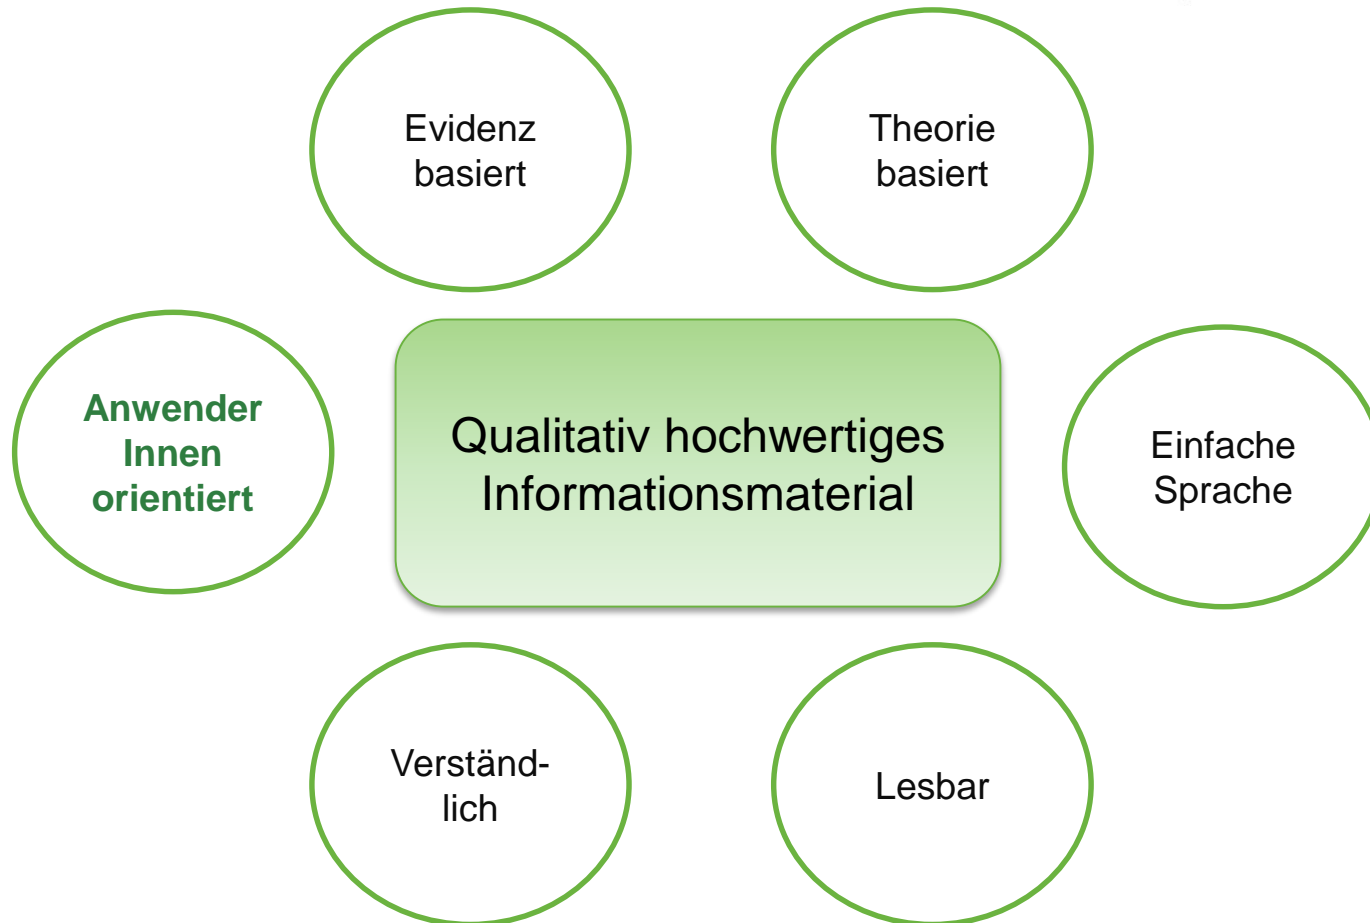 Evidenz
basiert
Theorie
basiert
Anwender
Innen
orientiert
Qualitativ hochwertiges
Informationsmaterial
Einfache
Sprache
Verständ-
lich
Lesbar